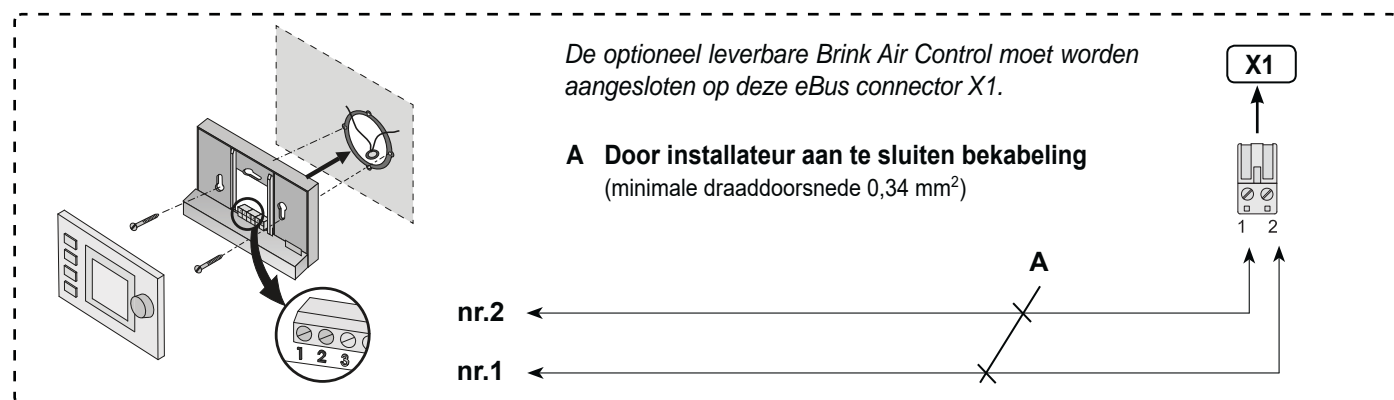 De optioneel leverbare Brink Air Control moet worden
aangesloten op deze eBus connector X1.
X1
A Door installateur aan te sluiten bekabeling
(minimale draaddoorsnede 0,34 mm²)
1 2
A
nr.2
nr.1
1 2 3